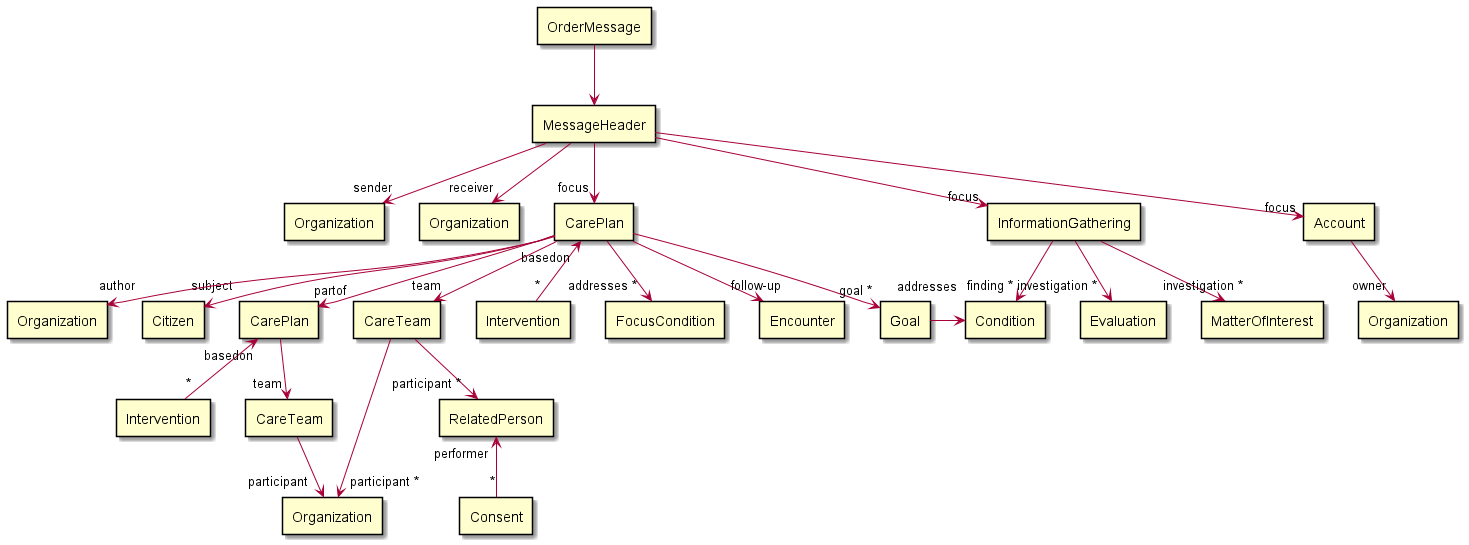 OrderMessage
MessageHeader
sender
receiver
focus
focus
focus
Organization
Organization
CarePlan
InformationGathering
Account
basedon
author
subject
partof
team
*
addresses *
follow-up
goal *
addresses
finding *
investigation *
investigation *
owner
Organization
Citizen
CarePlan
CareTeam
Intervention
FocusCondition
Encounter
Goal
Condition
Evaluation
MatterOfInterest
Organization
basedon
*
team
participant *
Intervention
CareTeam
RelatedPerson
performer
participant
participant *
*
Organization
Consent